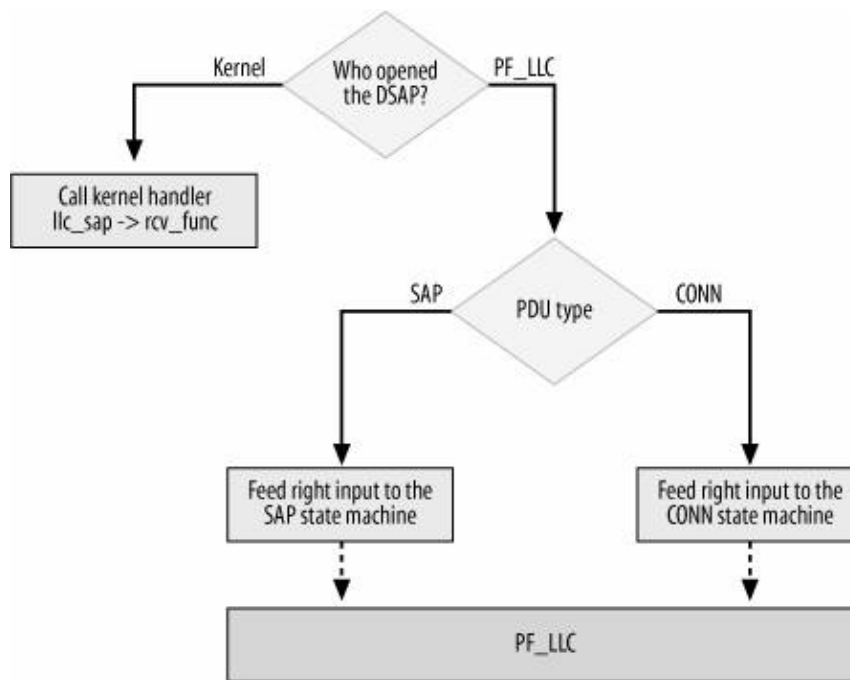 Kernel
Who opened
the DSAP?
PF_LLC
Call kernel handler
llc_sap -> rcv_func
SAP
PDU type
CONN
Feed right input to the
SAP state machine
Feed right input to the
CONN state machine
PF_LLC